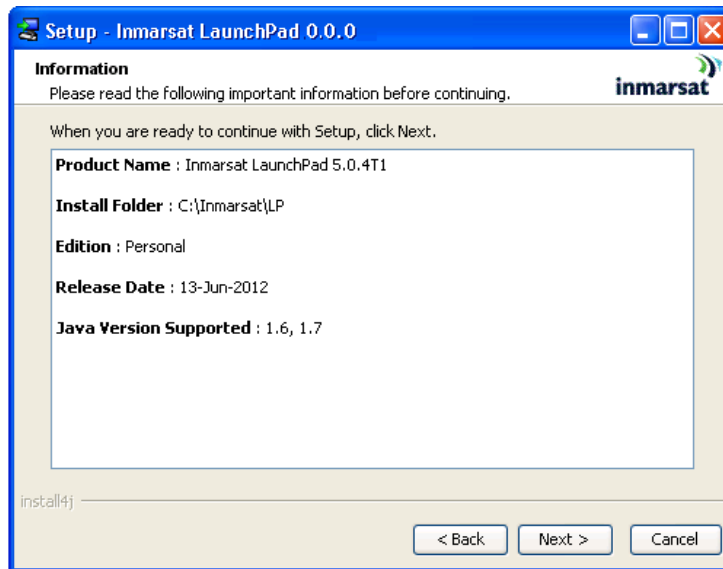 Setup - Inmarsat LaunchPad 0.0.0
Information
Please read the following important information before continuing.
inmarsat
When you are ready to continue with Setup, click Next.
Product Name : Inmarsat LaunchPad 5.0.4T1
Install Folder : C:\Inmarsat\LP
Edition : Personal
Release Date : 13-Jun-2012
Java Version Supported : 1.6, 1.7
install4j
< Back
Next >
Cancel